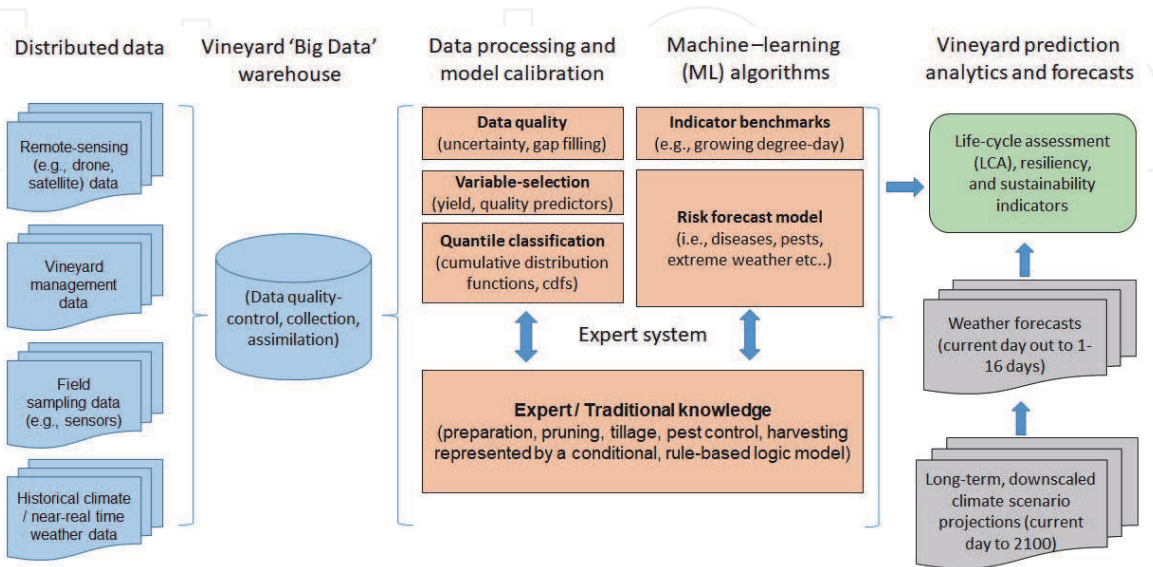 Distributed data
Remote-sensing
(e.g., drone,
satellite) data
Vineyard
management
data
Field
sampling data
(e.g., sensors)
Historical climate
/ near-real time
weather data
Vineyard ‘Big Data’
warehouse
(Data quality-
control, collection,
assimilation)
Data processing and
model calibration
Data quality
(uncertainty, gap filling)
Variable-selection
(yield, quality predictors)
Quantile classification
(cumulative distribution
functions, cdfs)
Machine –learning
(ML) algorithms
Indicator benchmarks
(e.g., growing degree-day)
Risk forecast model
(i.e., diseases, pests,
extreme weather etc..)
Expert system
Expert / Traditional knowledge
(preparation, pruning, tillage, pest control, harvesting
represented by a conditional, rule-based logic model)
Vineyard prediction
analytics and forecasts
Life-cycle assessment
(LCA), resiliency,
and sustainability
indicators
Weather forecasts
(current day out to 1-
16 days)
Long-term, downscaled
climate scenario
projections (current
day to 2100)